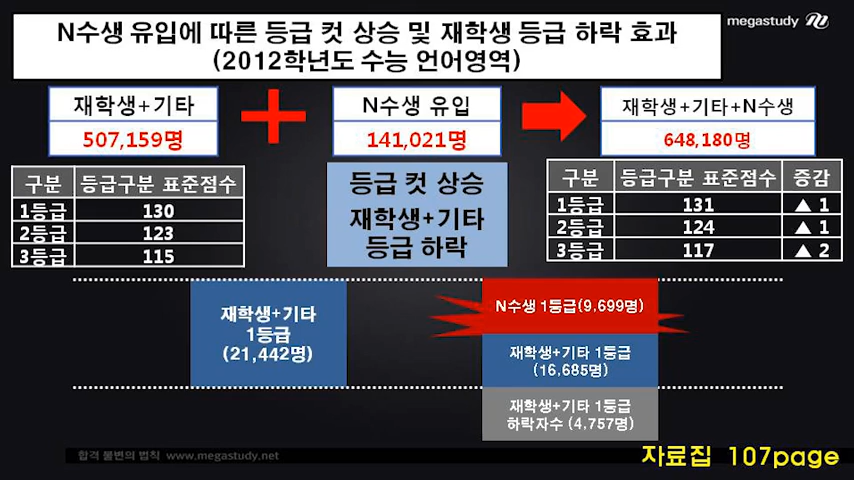 N수생 유입에 따른 등급 컷 상승 및 재학생 등급 하락 효과
(2012학년도 수능 언어영역)
megastudy
재학생+기타
507,159명
N수생 유입
141,021명
재학생+기타+N수생
648,180명
구분 등급구분 표준점수
1등급 130
2등급 123
3등급 115
등급 컷 상승
재학생+기타
등급 하락
구분 등급구분 표준점수 증감
1등급 131 ▲ 1
2등급 124 ▲ 1
3등급 117 ▲ 2
재학생+기타
1등급
(21,442명)
N수생 1등급(9.699명)
재학생+기타 1등급
(16,685명)
재학생+기타 1등급
하락자수 (4,757명)
합격 불변의 법칙 www.megastudy.net
자료집 107page